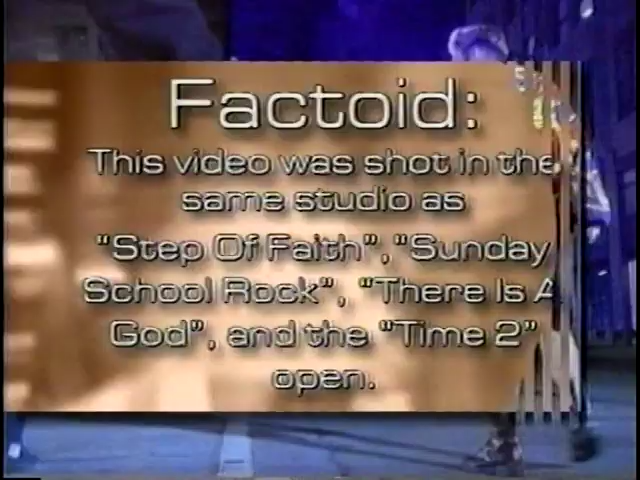 Factoid:
This video was shot in the
same studio as
"Step Of Faith", "Sunday
School Rock", "There Is A
God", and the "Time 2"
open.